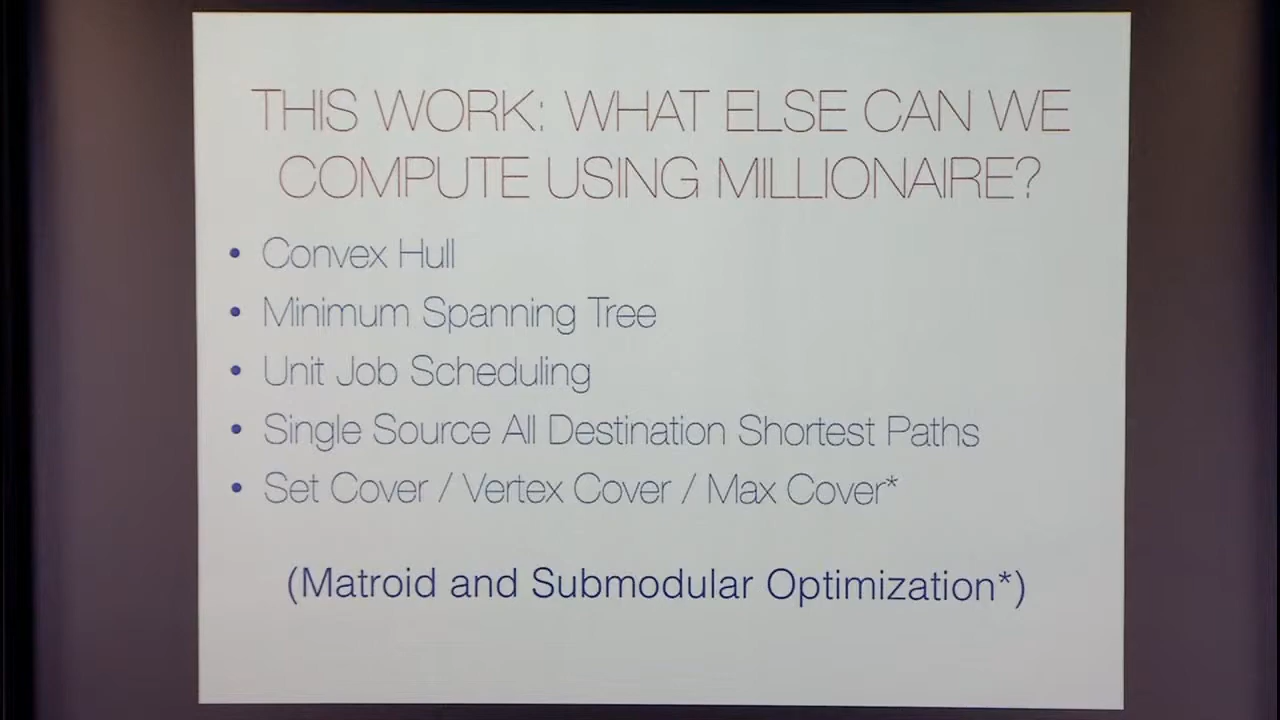 THIS WORK: WHAT ELSE CAN WE
COMPUTE USING MILLIONAIRE?
• Convex Hull
• Minimum Spanning Tree
• Unit Job Scheduling
• Single Source All Destination Shortest Paths
• Set Cover / Vertex Cover / Max Cover*
(Matroid and Submodular Optimization*)